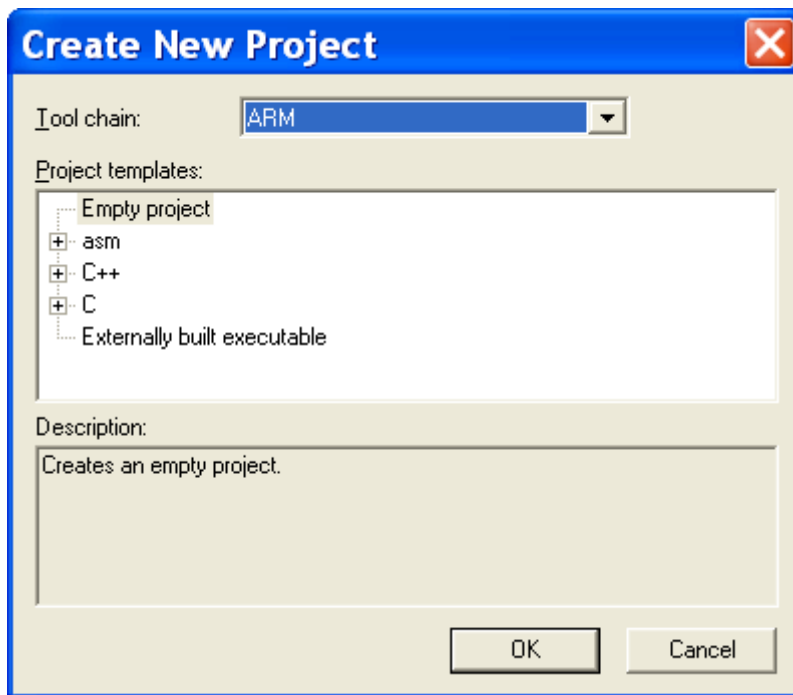 Create New Project
Tool chain: ARM
Project templates:
Empty project
asm
C++
C
Externally built executable
Description:
Creates an empty project.
OK Cancel